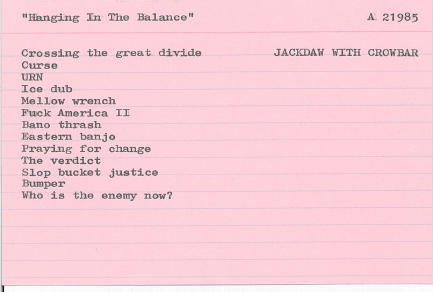 "Hanging In The Balance" A 21985
Crossing the great divide JACKDAW WITH CROWBAR
Curse
URN
Ice dub
Mellow wrench
Fuck America II
Bano thrash
Eastern banjo
Praying for change
The verdict
Slop bucket justice
Bumper
Who is the enemy now?